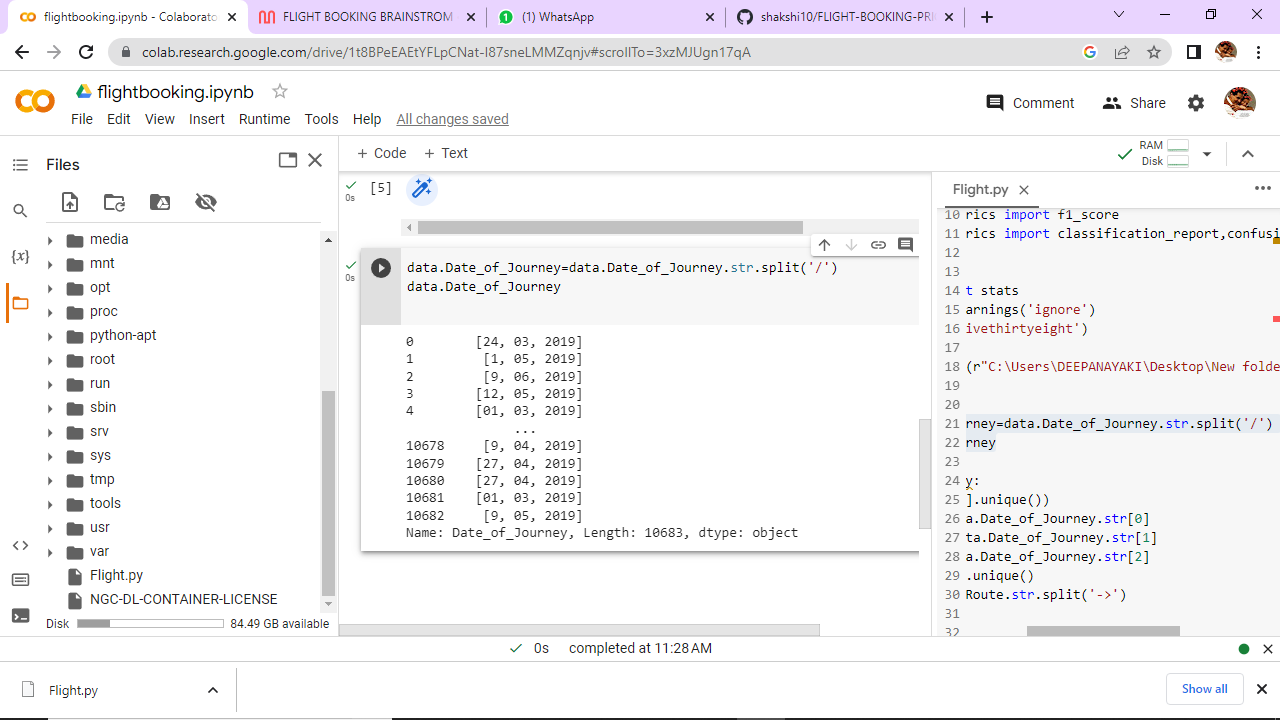 flightbooking.ipynb - Colaborato
FLIGHT BOOKING BRAINSTROM
(1) WhatsApp
shakshi10/FLIGHT-BOOKING-PRI
colab.research.google.com/drive/1t8BPeEAEtYFLpCNat-I87sneLMMZqnjv#scrollTo=3xzMJUgn17qA
flightbooking.ipynb
File Edit View Insert Runtime Tools Help All changes saved
Comment
Share
Files
+ Code + Text
RAM
Disk
media
mnt
opt
proc
python-apt
root
run
sbin
srv
sys
tmp
tools
usr
var
Flight.py
NGC-DL-CONTAINER-LICENSE
Disk 84.49 GB available
{x}
0s
[5]
0s
data.Date_of_Journey=data.Date_of_Journey.str.split('/')
data.Date_of_Journey
0 [24, 03, 2019]
1 [1, 05, 2019]
2 [9, 06, 2019]
3 [12, 05, 2019]
4 [01, 03, 2019]
...
10678 [9, 04, 2019]
10679 [27, 04, 2019]
10680 [27, 04, 2019]
10681 [01, 03, 2019]
10682 [9, 05, 2019]
Name: Date_of_Journey, Length: 10683, dtype: object
Flight.py
10 rics import f1_score
11 rics import classification_report,confusi
12
13
14 t stats
15 arnings('ignore')
16 ivethirtyeight')
17
18 (r"C:\Users\DEEPANAYAKI\Desktop\New folde
19
20
21 rney=data.Date_of_Journey.str.split('/')
22 rney
23
24 y:
25 ].unique())
26 a.Date_of_Journey.str[0]
27 ta.Date_of_Journey.str[1]
28 a.Date_of_Journey.str[2]
29 .unique()
30 Route.str.split('->')
31
32
0s completed at 11:28 AM
Flight.py
Show all